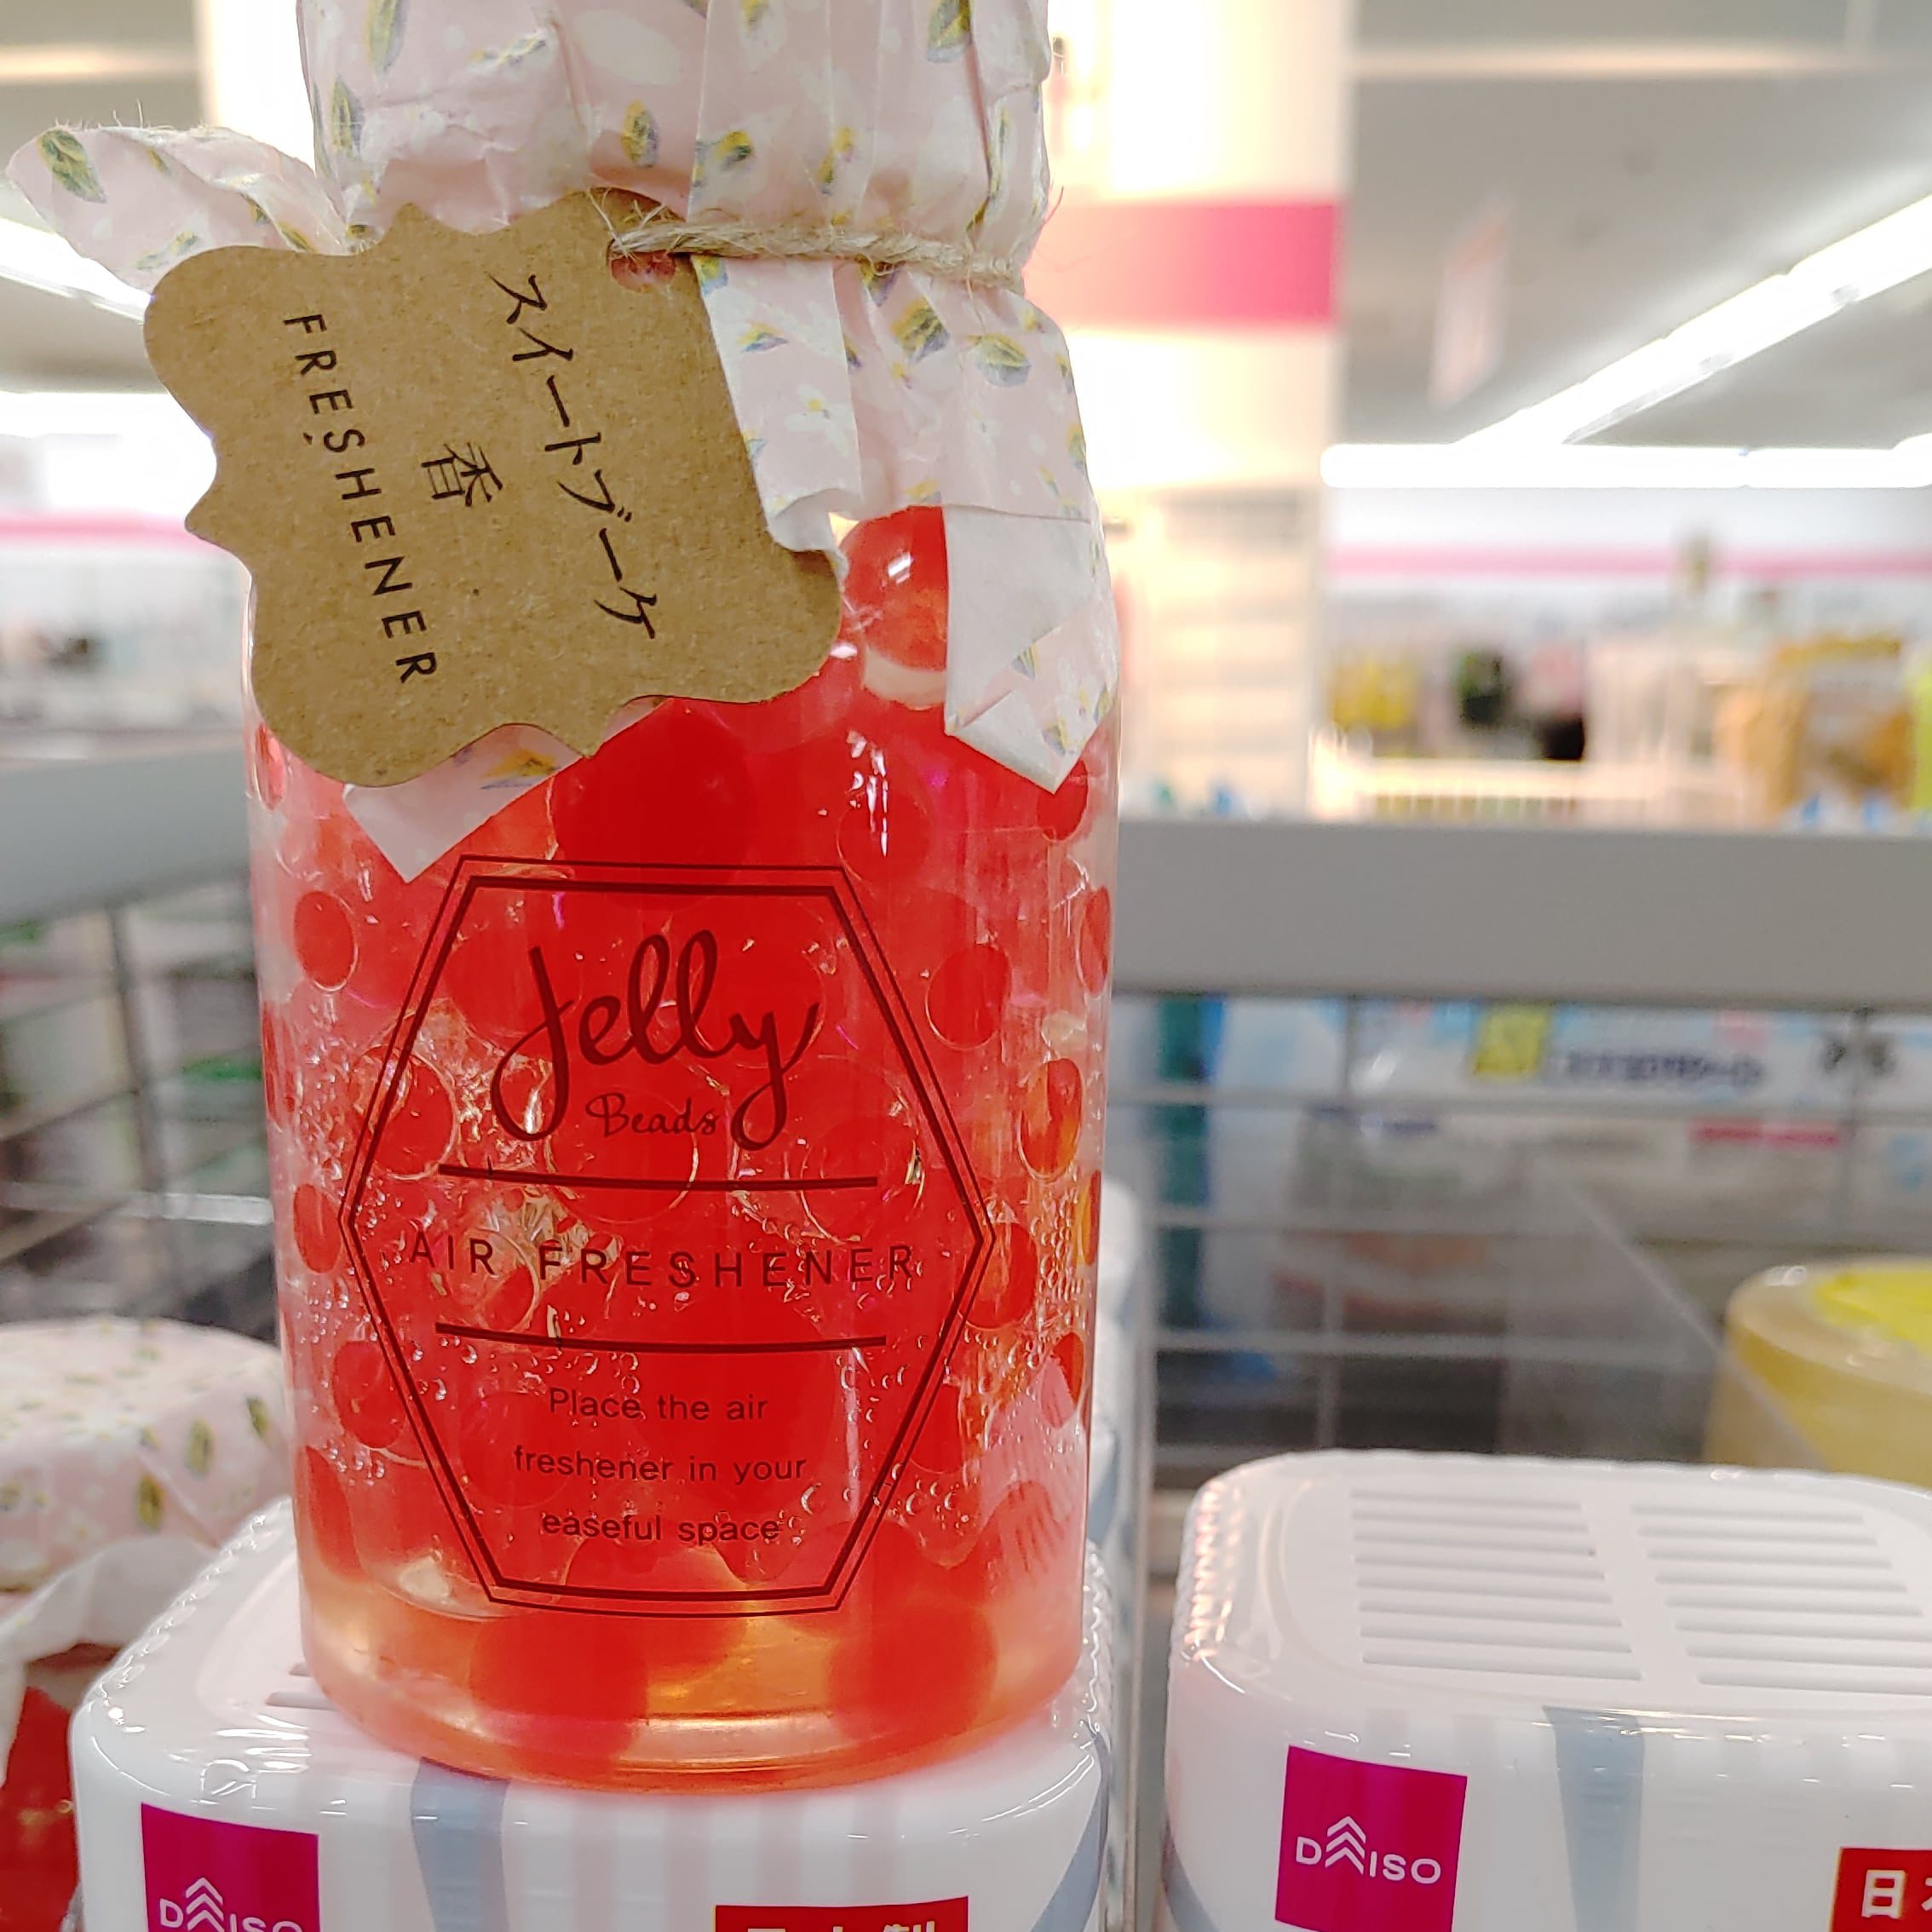 スイートブーケ
香
FRESHENER
Jelly
Beads
AIR FRESHENER
Place the air
freshener in your
easeful space
DAISO
DAISO
日